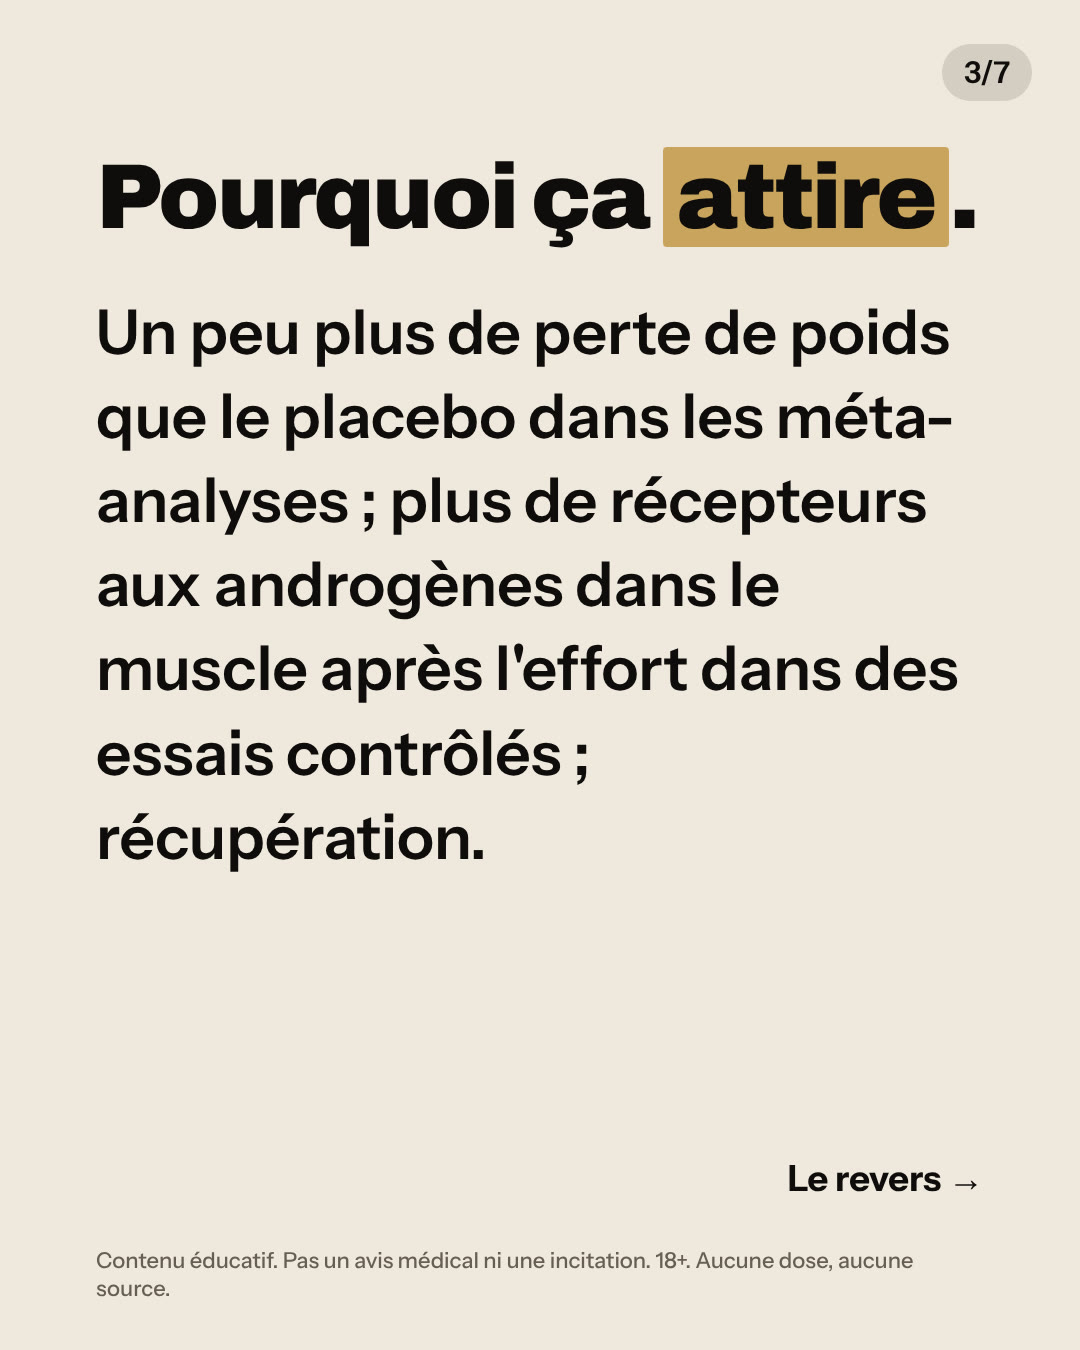 3/7
Pourquoi ça attire.
Un peu plus de perte de poids
que le placebo dans les méta-
analyses ; plus de récepteurs
aux androgènes dans le
muscle après l'effort dans des
essais contrôlés ;
récupération.
Le revers →
Contenu éducatif. Pas un avis médical ni une incitation. 18+. Aucune dose, aucune
source.